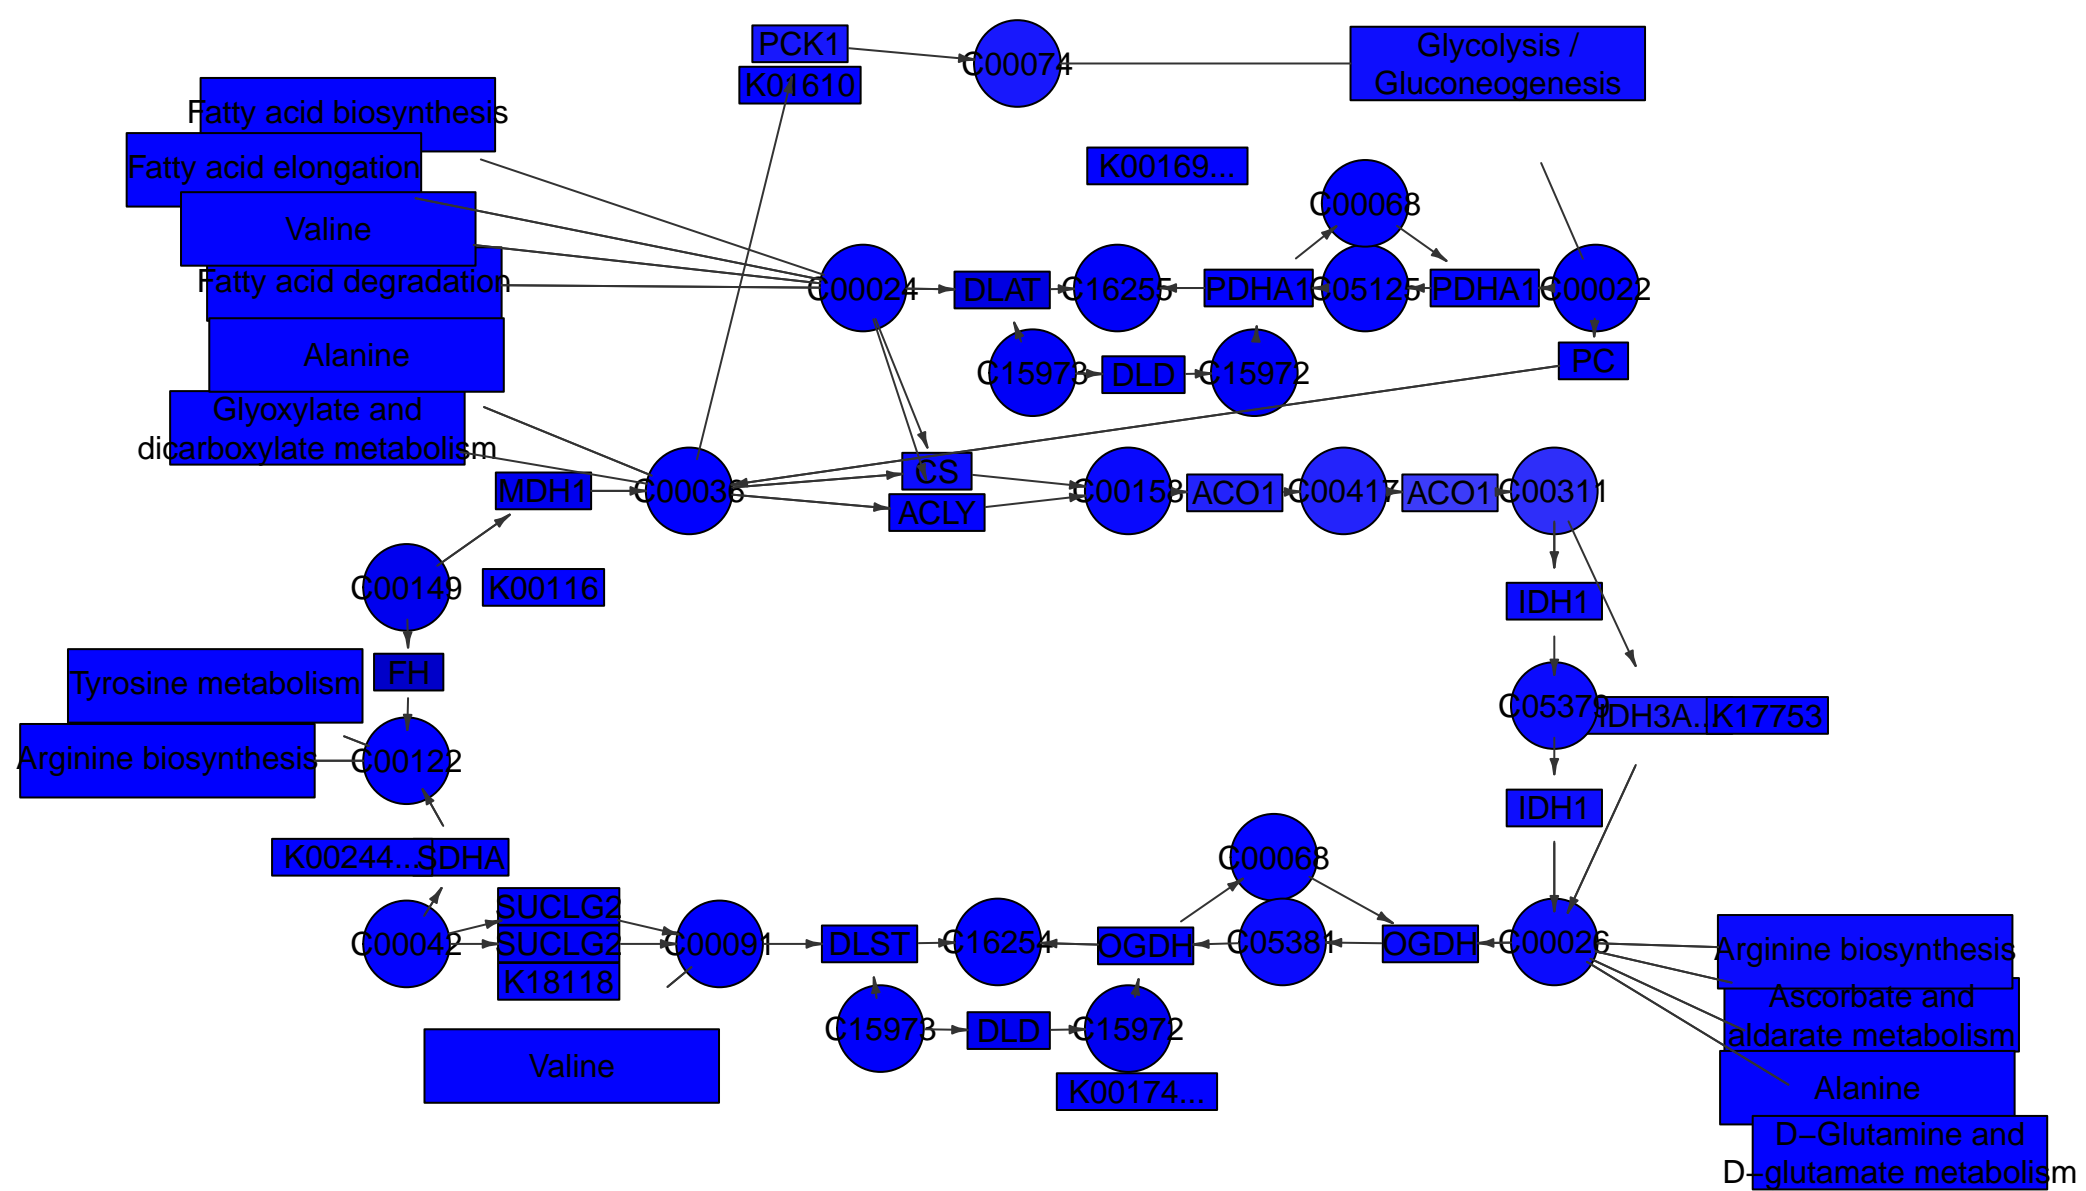 PCK1
C00074
Glycolysis /
Gluconeogenesis
K01610
Fatty acid biosynthesis
Fatty acid elongation
K00169...
C00068
Valine
Fatty acid degradation
C00024
DLAT
C16255
PDHA1
C05125
PDHA1
C00022
Alanine
C15973
DLD
C15972
PC
Glyoxylate and
dicarboxylate metabolism
MDH1
C00036
CS
ACLY
C00158
ACO1
C00417
ACO1
C00311
C00149
K00116
IDH1
Tyrosine metabolism
FH
C05379
IDH3A...
K17753
Arginine biosynthesis
C00122
IDH1
K00244...
SDHA
C00068
SUCLG2
C00042
SUCLG2
C00091
DLST
C16254
OGDH
C05381
OGDH
C00026
Arginine biosynthesis
K18118
Ascorbate and
aldarate metabolism
C15973
DLD
C15972
Valine
K00174...
Alanine
D−Glutamine and
D−glutamate metabolism